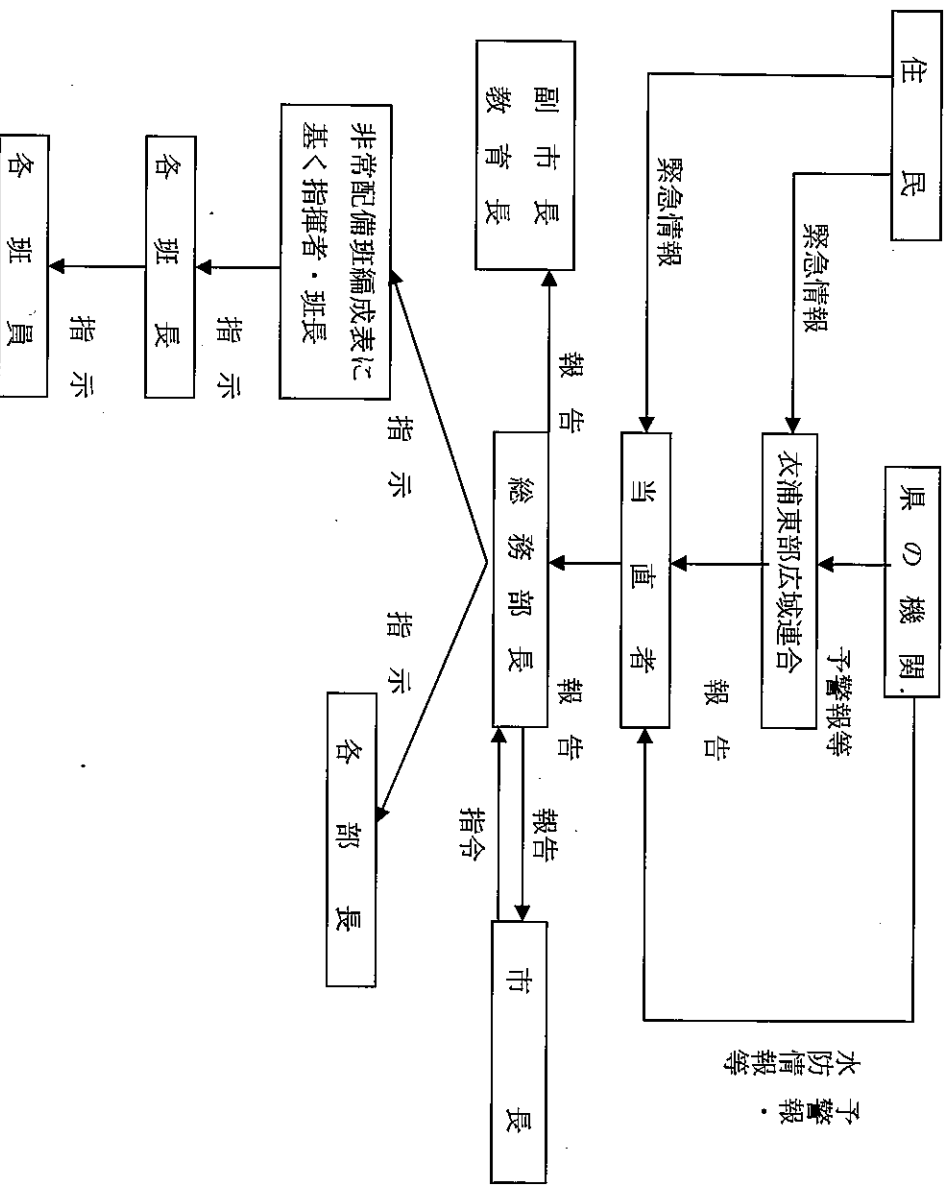 住民
県の機関
緊急情報
緊急情報
予警報等
予警報・
水防情報等
衣浦東部広域連合
報告
当直者
報告
報告
総務部長
報告
指令
市長
副市長
教育長
指示
指示
非常配備班編成表に
基く指揮者・班長
各部長
指示
各班長
指示
各班員